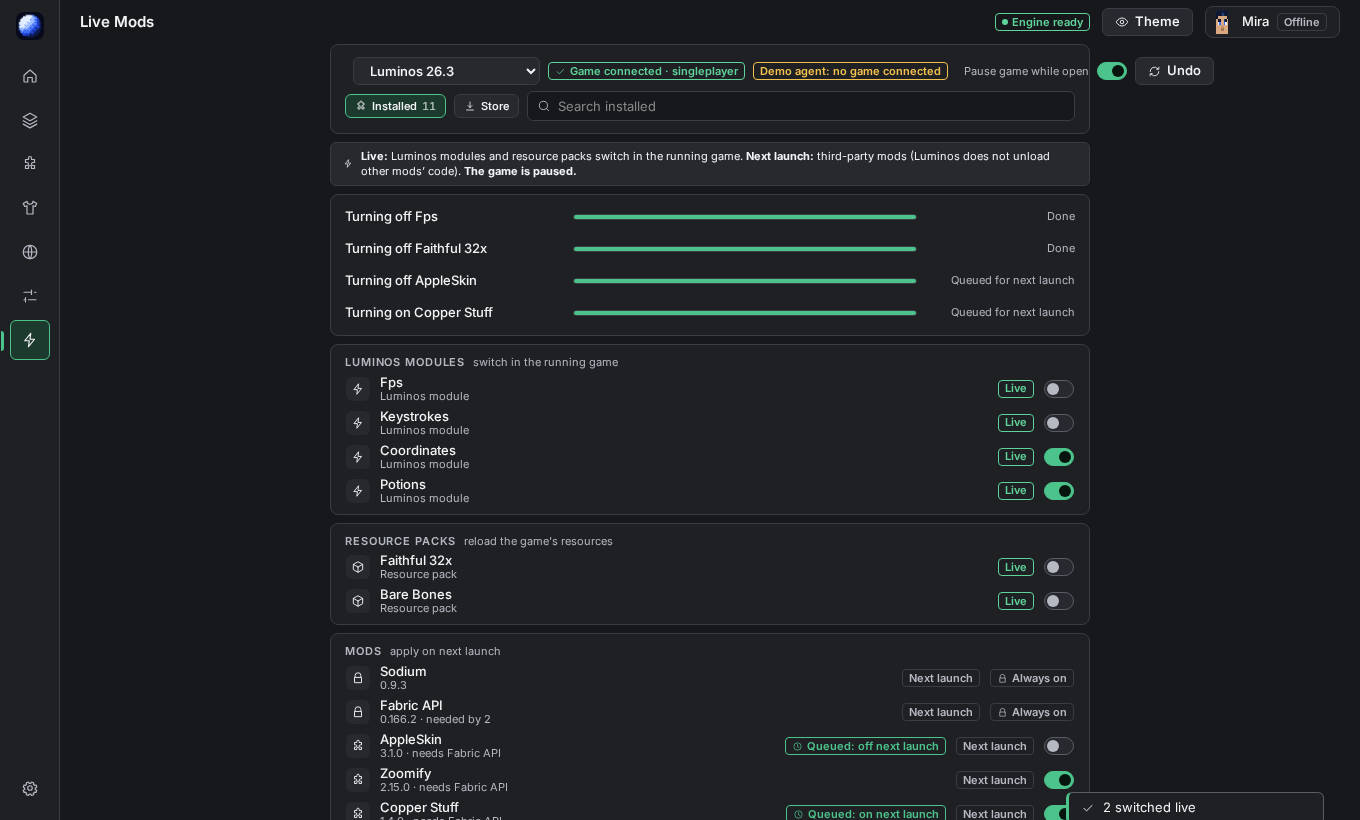 Live Mods
Engine ready
Theme
Mira
Offline
Luminos 26.3
Game connected · singleplayer
Demo agent: no game connected
Pause game while open
Undo
Installed 11
Store
Search installed
Live: Luminos modules and resource packs switch in the running game. Next launch: third-party mods (Luminos does not unload
other mods' code). The game is paused.
Turning off Fps
Done
Turning off Faithful 32x
Done
Turning off AppleSkin
Queued for next launch
Turning on Copper Stuff
Queued for next launch
LUMINOS MODULES switch in the running game
Fps
Luminos module
Live
Keystrokes
Luminos module
Live
Coordinates
Luminos module
Live
Potions
Luminos module
Live
RESOURCE PACKS reload the game's resources
Faithful 32x
Resource pack
Live
Bare Bones
Resource pack
Live
MODS apply on next launch
Sodium
0.9.3
Next launch
Always on
Fabric API
0.166.2 · needed by 2
Next launch
Always on
AppleSkin
3.1.0 · needs Fabric API
Queued: off next launch
Next launch
Zoomify
2.15.0 · needs Fabric API
Next launch
Copper Stuff
Queued: on next launch
Next launch
2 switched live